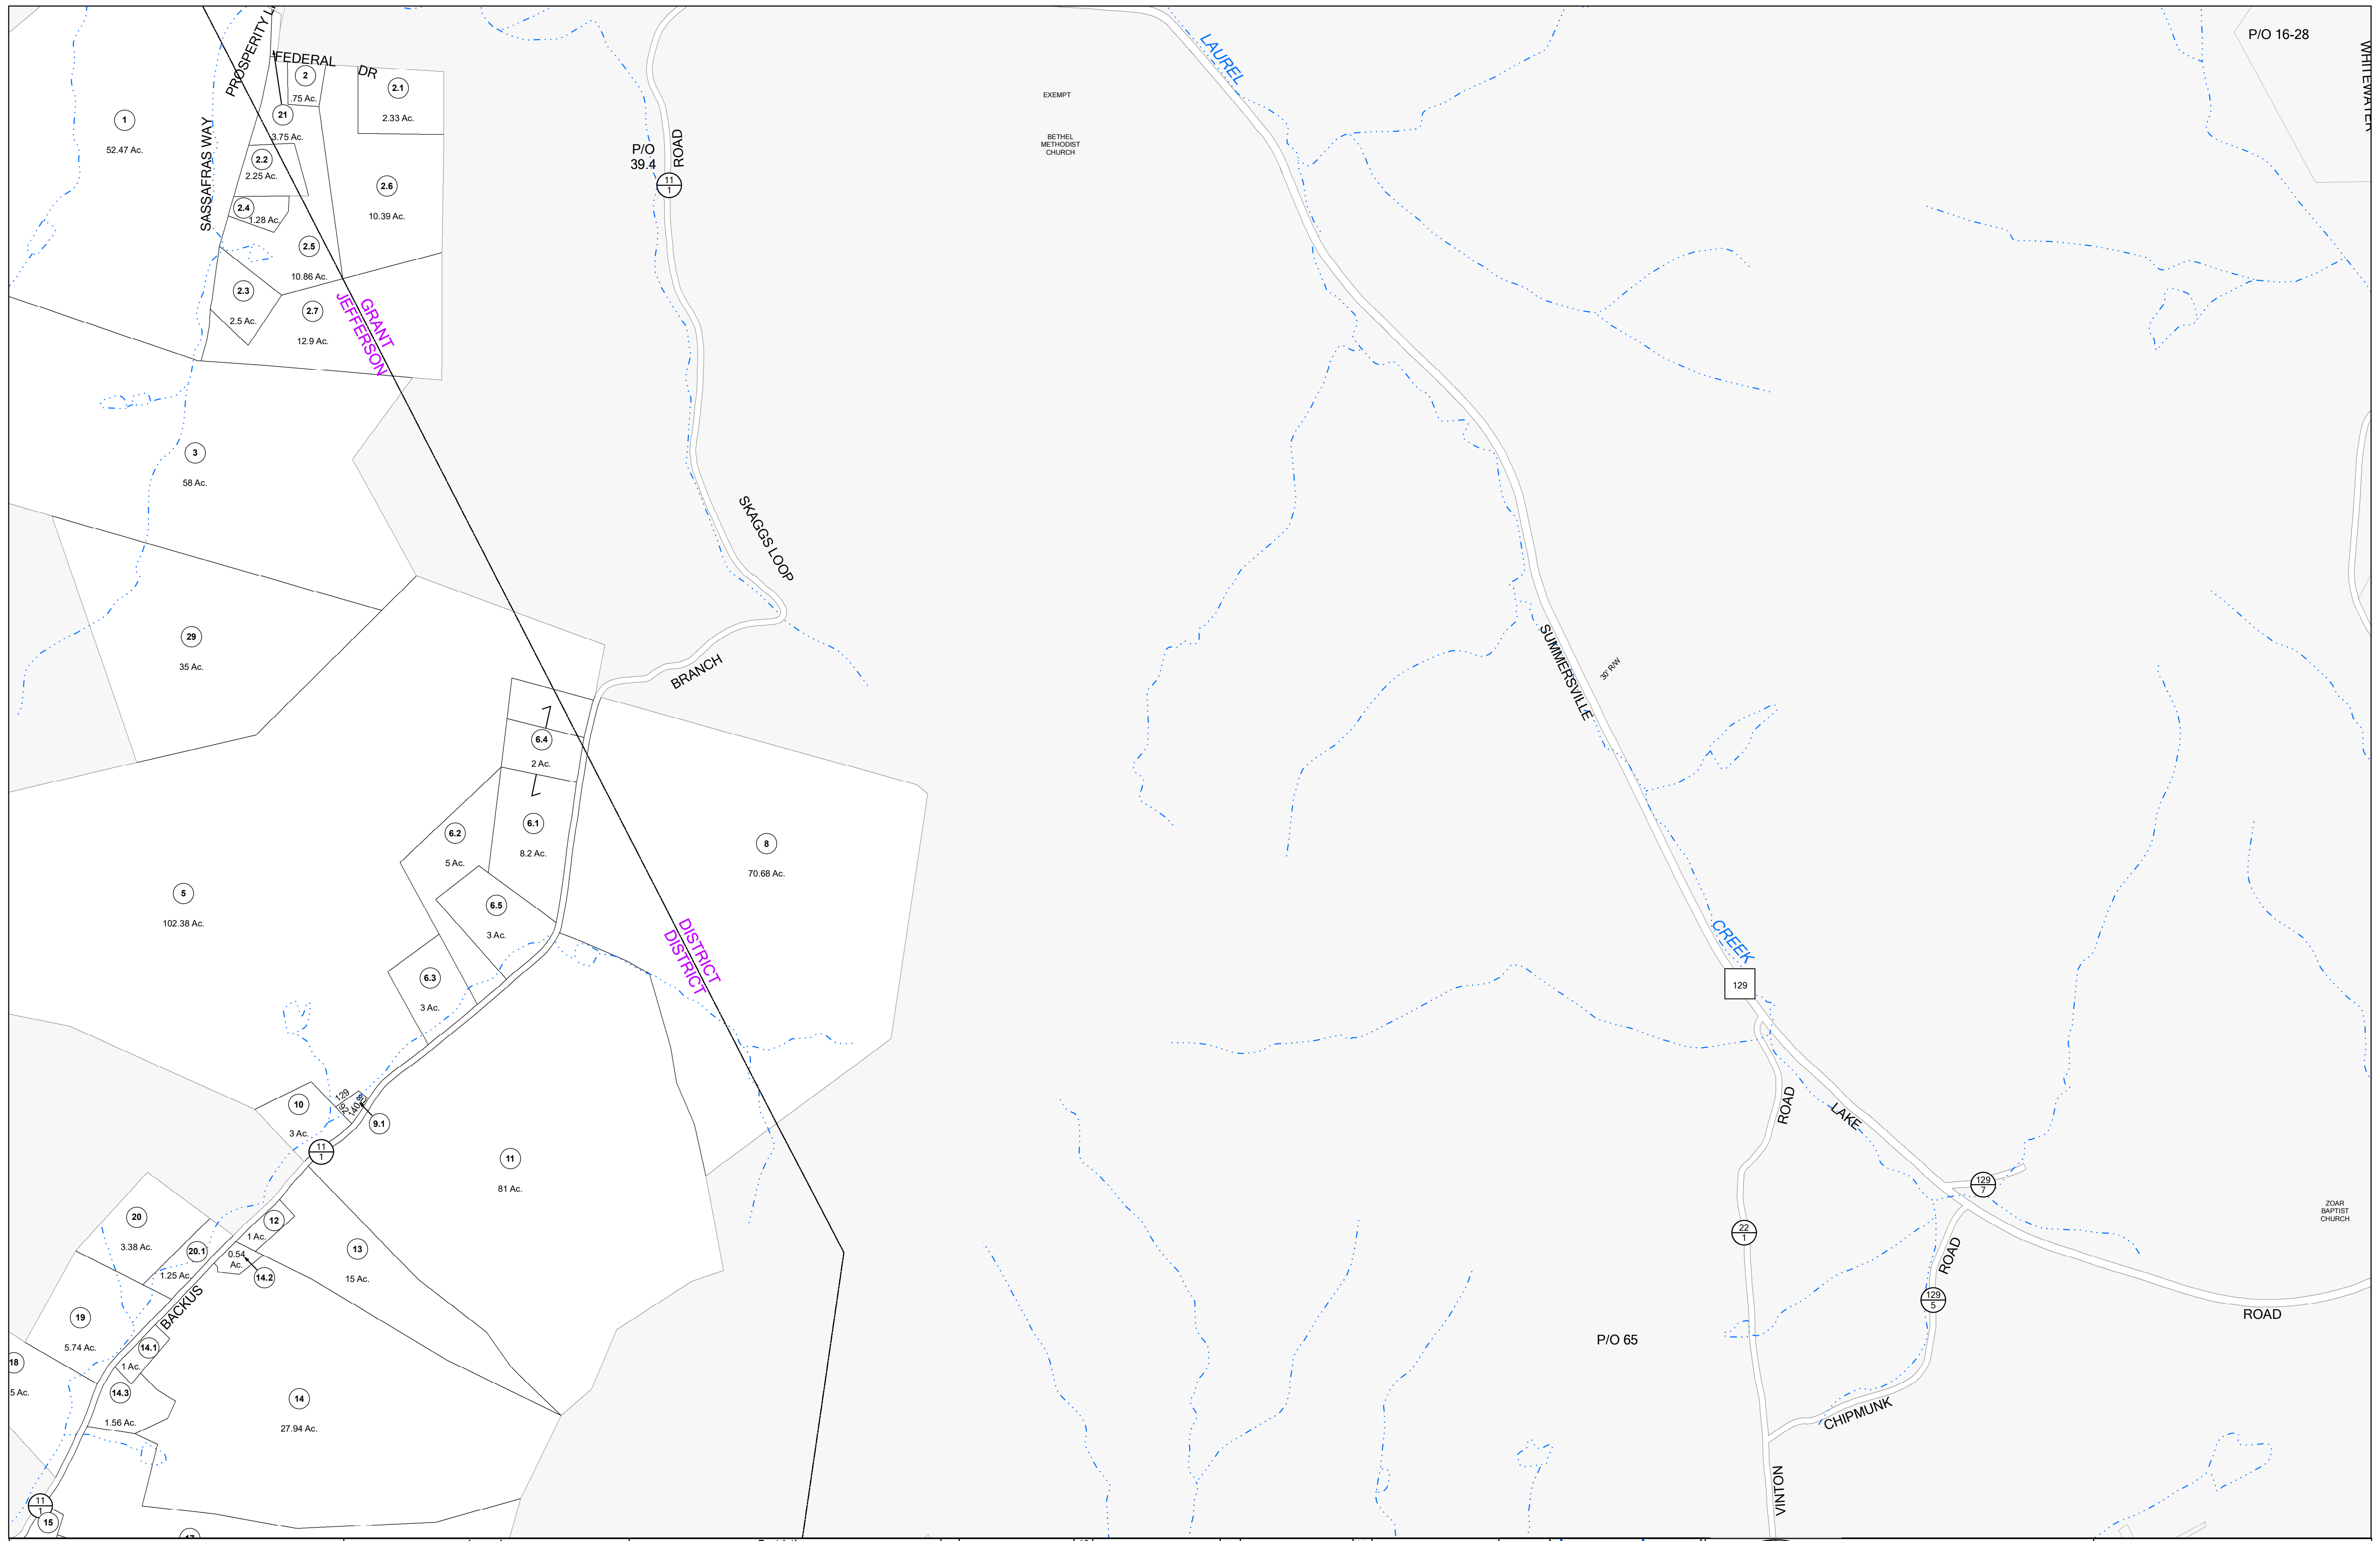 PROSPERITY
FEDERAL DR
2
.75 Ac.
2.1
2.33 Ac.
21
3.75 Ac.
1
52.47 Ac.
SASSAFRAS WAY
2.2
2.25 Ac.
2.4
1.28 Ac.
2.6
10.39 Ac.
2.5
10.86 Ac.
2.3
2.5 Ac.
2.7
12.9 Ac.
GRANT
JEFFERSON
P/O
39.4
ROAD
11
1
EXEMPT
BETHEL
METHODIST
CHURCH
LAUREL
P/O 16-28
WHITEWATER
3
58 Ac.
SKAGGS LOOP
29
35 Ac.
BRANCH
SUMMERSVILLE
30' R/W
6.4
2 Ac.
6.1
8.2 Ac.
6.2
5 Ac.
6.5
3 Ac.
6.3
3 Ac.
8
70.68 Ac.
5
102.38 Ac.
DISTRICT
DISTRICT
CREEK
129
10
3 Ac.
129
92
140
9.1
11
1
11
81 Ac.
ROAD
LAKE
129
7
22
1
ZOAR
BAPTIST
CHURCH
20
3.38 Ac.
20.1
1.25 Ac.
12
1 Ac.
0.54
Ac.
14.2
13
15 Ac.
BACKUS
19
5.74 Ac.
14.1
1 Ac.
18
5 Ac.
14.3
1.56 Ac.
14
27.94 Ac.
ROAD
129
5
ROAD
P/O 65
CHIPMUNK
VINTON
11
1
15
17